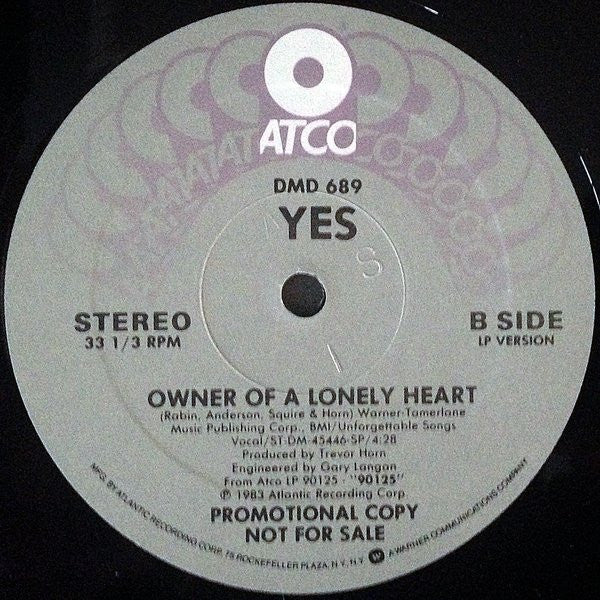 ATCO
DMD 689
YES
8
STEREO
33 1/3 RPM
B SIDE
LP VERSION
OWNER OF A LONELY HEART
(Rabin, Anderson, Squire & Horn) Warner-Tamerlane
Music Publishing Corp., BMI/Unforgettable Songs
Vocal/ST-DM-45446-SP/4:28
Produced by Trevor Horn
Engineered by Gary Langan
From Atco LP 90125 - "90125"
℗ 1983 Atlantic Recording Corp.
PROMOTIONAL COPY
NOT FOR SALE
MFG. BY ATLANTIC RECORDING CORP., 75 ROCKEFELLER PLAZA, N.Y., N.Y. W A WARNER COMMUNICATIONS COMPANY